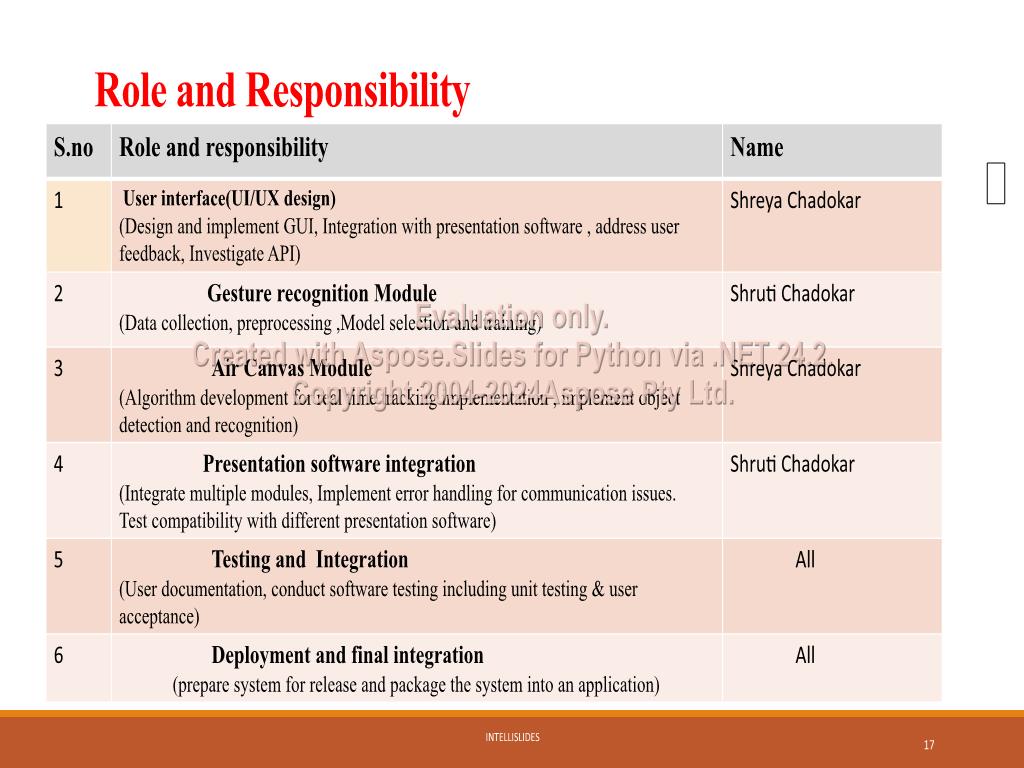 Role and Responsibility
S.no Role and responsibility Name
1 User interface(UI/UX design) Shreya Chadokar
(Design and implement GUI, Integration with presentation software , address user
feedback, Investigate API)
2 Gesture recognition Module Shruti Chadokar
(Data collection, preprocessing ,Model selection and training)
Evaluation only.
Created with Aspose.Slides for Python via .NET 24.2.
Copyright 2004-2024Aspose Pty Ltd.
3 Air Canvas Module Shreya Chadokar
(Algorithm development for real time tracking implementation , implement object
detection and recognition)
4 Presentation software integration Shruti Chadokar
(Integrate multiple modules, Implement error handling for communication issues.
Test compatibility with different presentation software)
5 Testing and  Integration All
(User documentation, conduct software testing including unit testing & user
acceptance)
6 Deployment and final integration All
(prepare system for release and package the system into an application)
INTELLISLIDES
17